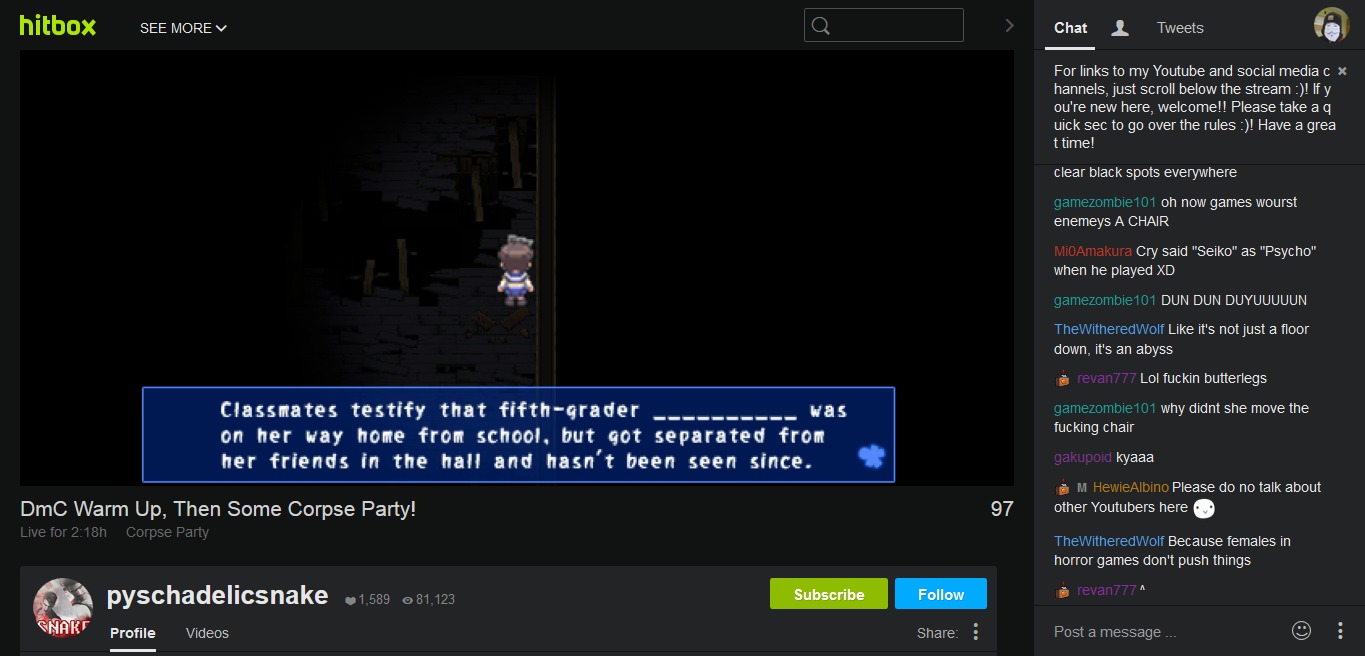 hitbox
SEE MORE
Classmates testify that fifth-grader __________ was
on her way home from school, but got separated from
her friends in the hall and hasn't been seen since.
DmC Warm Up, Then Some Corpse Party!
97
Live for 2:18h Corpse Party
SNAKE
pyschadelicsnake 1,589 81,123
Subscribe
Follow
Profile Videos
Share:
Chat Tweets
For links to my Youtube and social media c
hannels, just scroll below the stream :)! If y
ou're new here, welcome!! Please take a q
uick sec to go over the rules :)! Have a grea
t time!
clear black spots everywhere
gamezombie101 oh now games wourst
enemeys A CHAIR
Mi0Amakura Cry said "Seiko" as "Psycho"
when he played XD
gamezombie101 DUN DUN DUYUUUUUN
TheWitheredWolf Like it's not just a floor
down, it's an abyss
revan777 Lol fuckin butterlegs
gamezombie101 why didnt she move the
fucking chair
gakupoid kyaaa
M HewieAlbino Please do no talk about
other Youtubers here
TheWitheredWolf Because females in
horror games don't push things
revan777 ^
Post a message ...